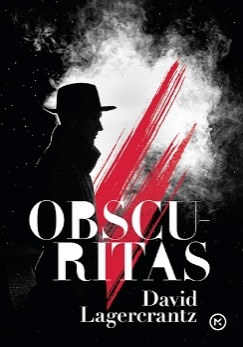 OBSCU-
RITAS
David
Lagercrantz